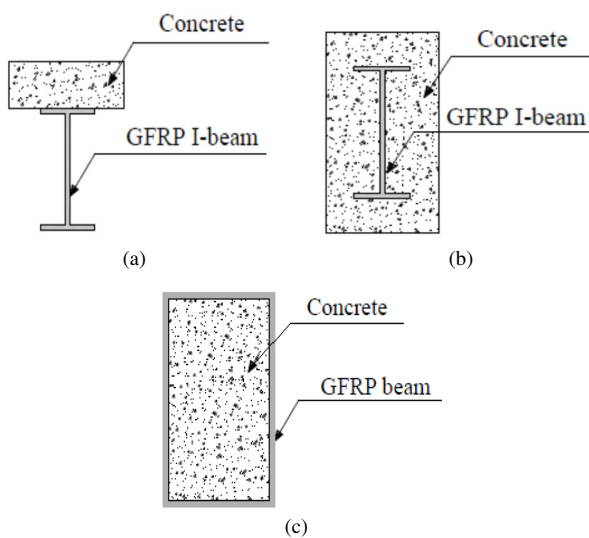 Concrete
GFRP I-beam
(a)
Concrete
GFRP I-beam
(b)
Concrete
GFRP beam
(c)